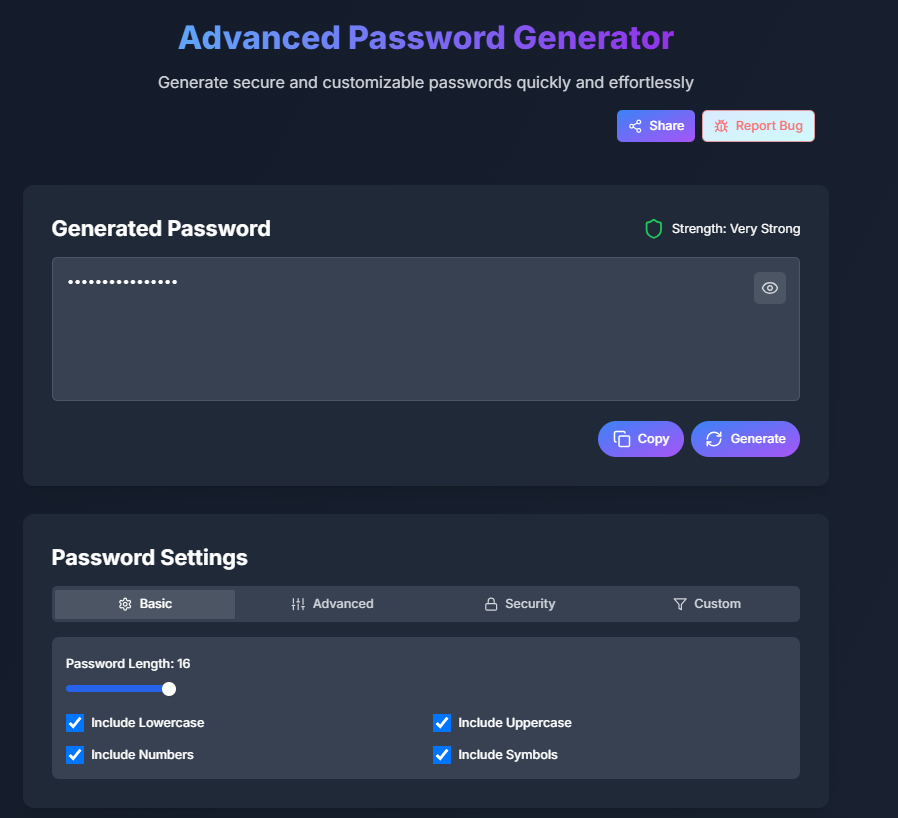 Advanced Password Generator
Generate secure and customizable passwords quickly and effortlessly
Share
Report Bug
Generated Password
Strength: Very Strong
••••••••••••••••
Copy
Generate
Password Settings
Basic
Advanced
Security
Custom
Password Length: 16
Include Lowercase
Include Uppercase
Include Numbers
Include Symbols